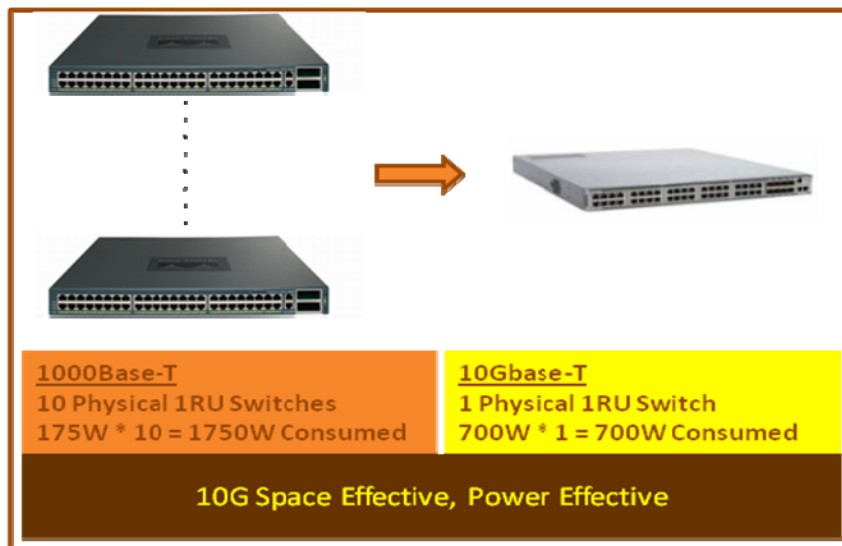 1000Base-T
10 Physical 1RU Switches
175W * 10 = 1750W Consumed
10Gbase-T
1 Physical 1RU Switch
700W * 1 = 700W Consumed
10G Space Effective, Power Effective